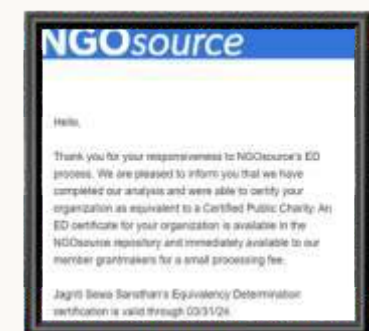 NGOsource
Hello,
Thank you for your responsiveness to NGOsource's ED
process. We are pleased to inform you that we have
completed our analysis and were able to certify your
organization as equivalent to a Certified Public Charity. An
ED certificate for your organization is available in the
NGOsource repository and immediately available to our
member grantmakers for a small processing fee.
Jagriti Sewa Sansthan's Equivalency Determination
certification is valid through 03/31/24.